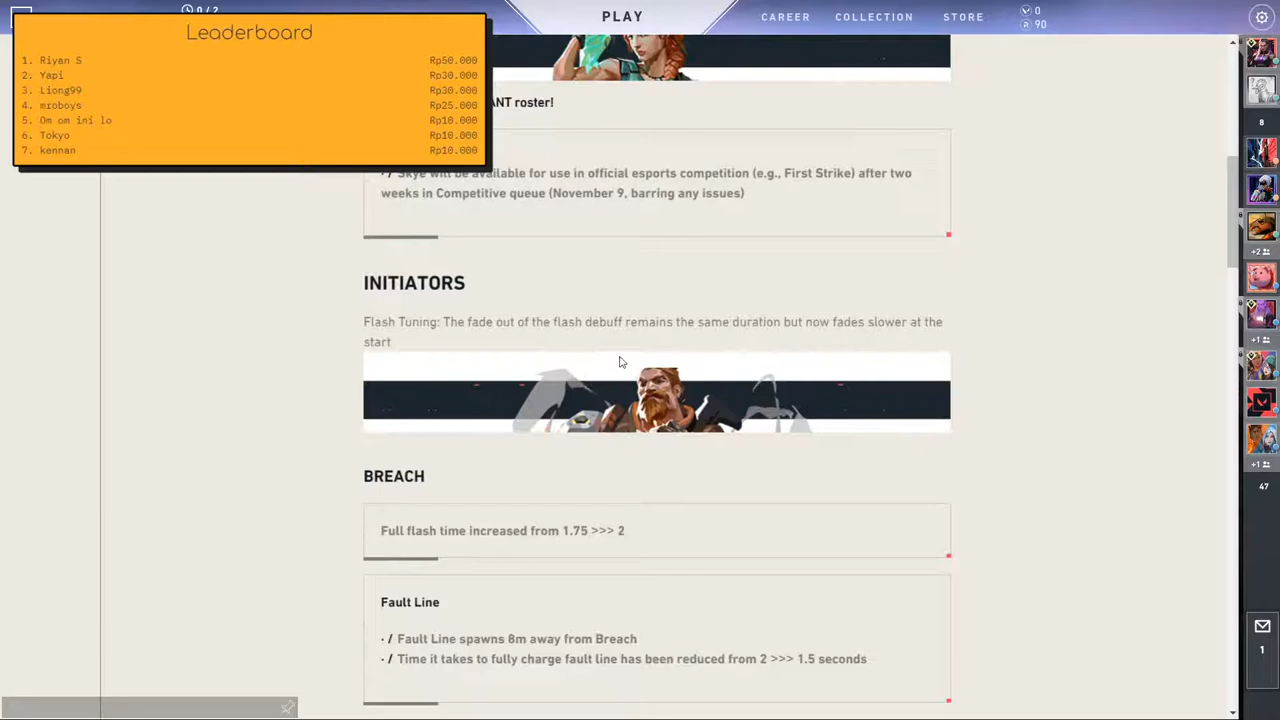 0 / 2
PLAY
CAREER
COLLECTION
STORE
0
90
Leaderboard
1. Riyan S Rp50.000
2. Yapi Rp30.000
3. Liong99 Rp30.000
4. mroboys Rp25.000
5. Om om ini lo Rp10.000
6. Tokyo Rp10.000
7. kennan Rp10.000
ANT roster!
· / Skye will be available for use in official esports competition (e.g., First Strike) after two
weeks in Competitive queue (November 9, barring any issues)
INITIATORS
Flash Tuning: The fade out of the flash debuff remains the same duration but now fades slower at the
start
BREACH
Full flash time increased from 1.75 >>> 2
Fault Line
· / Fault Line spawns 8m away from Breach
· / Time it takes to fully charge fault line has been reduced from 2 >>> 1.5 seconds
8
+2
+1
+1
47
1